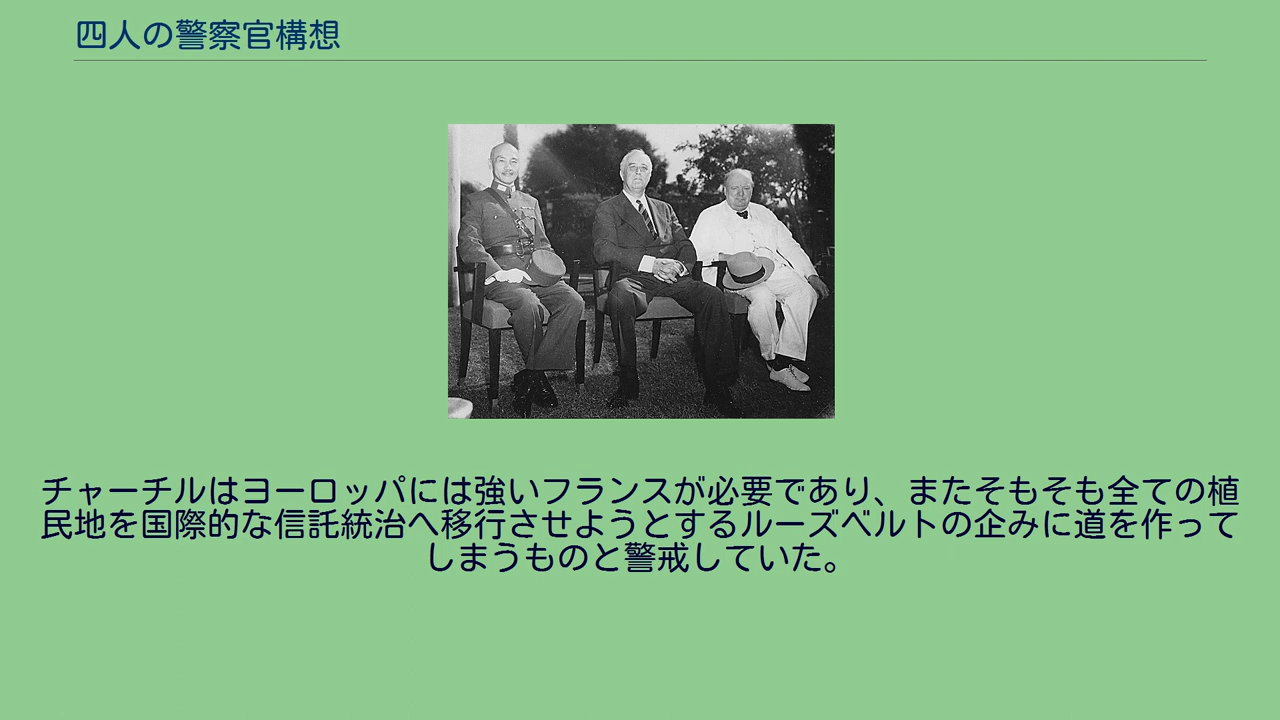 四人の警察官構想
チャーチルはヨーロッパには強いフランスが必要であり、またそもそも全ての植
民地を国際的な信託統治へ移行させようとするルーズベルトの企みに道を作って
しまうものと警戒していた。